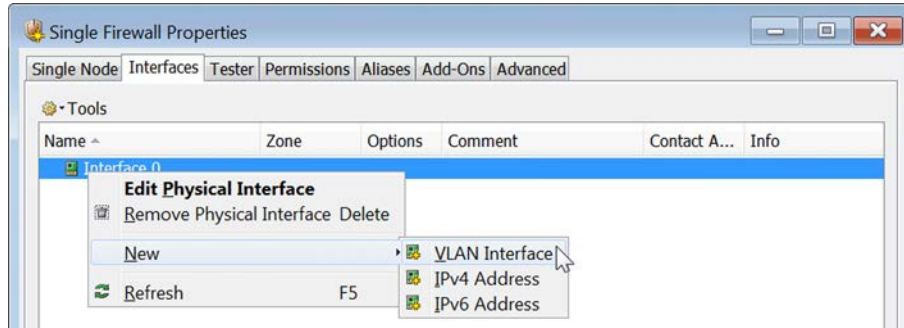 Single Firewall Properties
Single Node Interfaces Tester Permissions Aliases Add-Ons Advanced
Tools
Name Zone Options Comment Contact A... Info
Interface 0
Edit Physical Interface
Remove Physical Interface Delete
New
VLAN Interface
IPv4 Address
Refresh F5
IPv6 Address